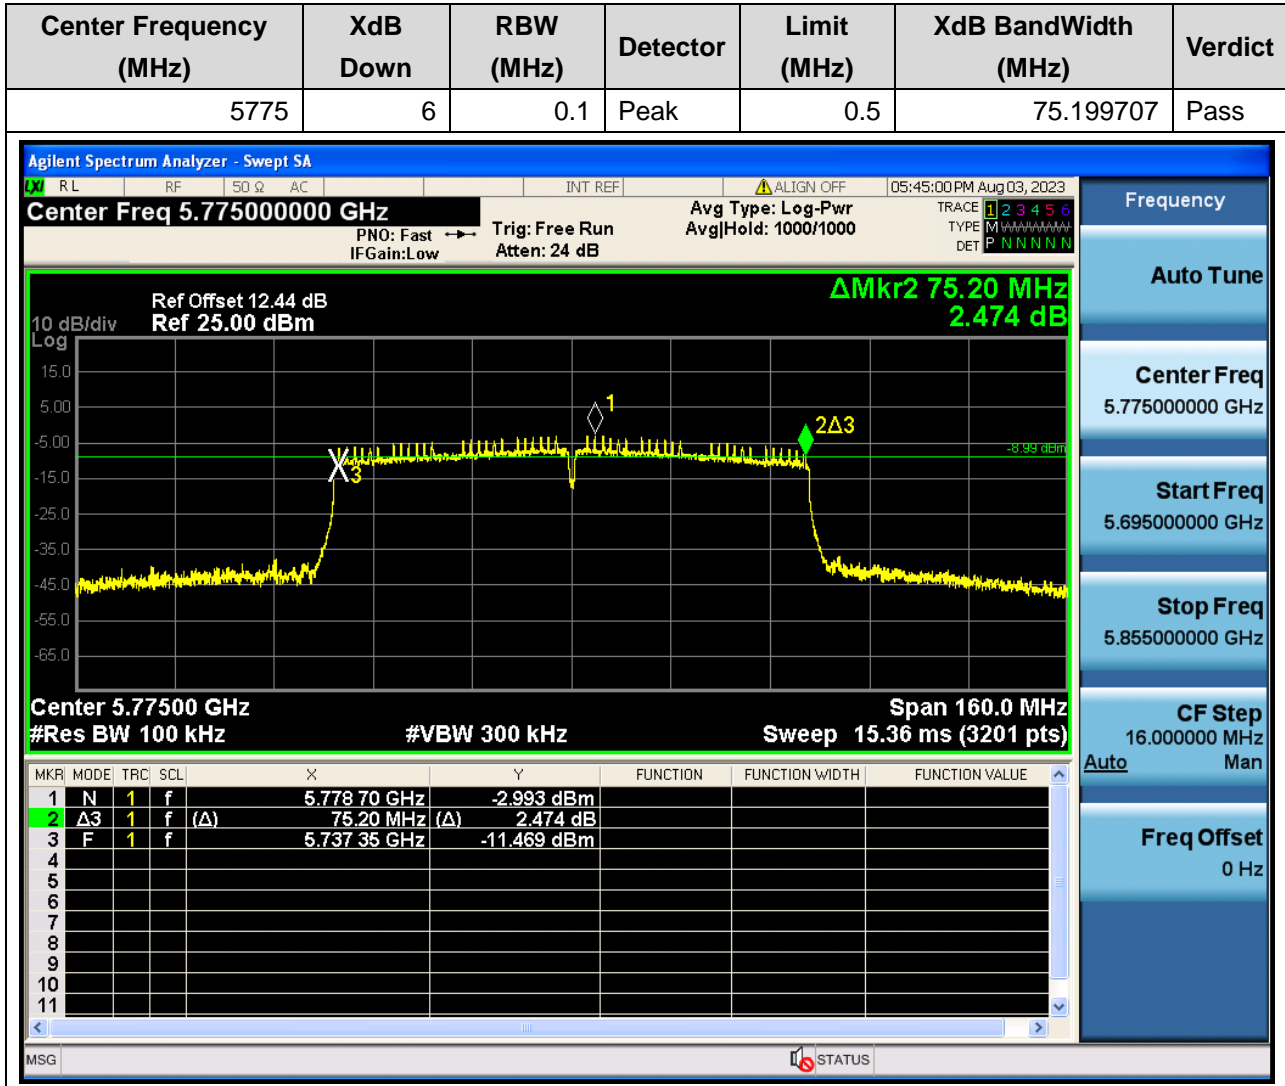 Center Frequency (MHz) XdB Down RBW (MHz) Detector Limit (MHz) XdB BandWidth (MHz) Verdict
5775 6 0.1 Peak 0.5 75.199707 Pass
Agilent Spectrum Analyzer - Swept SA
LXI RL RF 50 Ω AC INT REF ALIGN OFF 05:45:00 PM Aug 03, 2023
Center Freq 5.775000000 GHz
PNO: Fast
IFGain:Low
Trig: Free Run
Atten: 24 dB
Avg Type: Log-Pwr
Avg|Hold: 1000/1000
TRACE 1 2 3 4 5 6
TYPE M
DET P N N N N N
ΔMkr2 75.20 MHz
2.474 dB
Ref Offset 12.44 dB
10 dB/div Ref 25.00 dBm
Log
15.0
5.00
-5.00
-15.0
-25.0
-35.0
-45.0
-55.0
-65.0
1
2Δ3
3
-8.99 dBm
Center 5.77500 GHz Span 160.0 MHz
#Res BW 100 kHz #VBW 300 kHz Sweep 15.36 ms (3201 pts)
MKR MODE TRC SCL X Y FUNCTION FUNCTION WIDTH FUNCTION VALUE
1 N 1 f 5.778 70 GHz -2.993 dBm
2 Δ3 1 f (Δ) 75.20 MHz (Δ) 2.474 dB
3 F 1 f 5.737 35 GHz -11.469 dBm
4
5
6
7
8
9
10
11
MSG STATUS
Frequency
Auto Tune
Center Freq
5.775000000 GHz
Start Freq
5.695000000 GHz
Stop Freq
5.855000000 GHz
CF Step
16.000000 MHz
Auto Man
Freq Offset
0 Hz